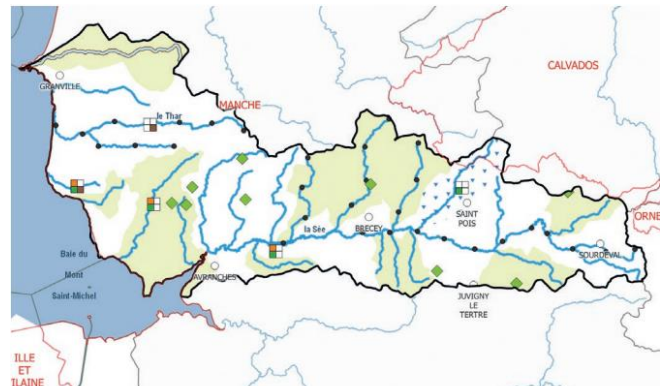 CALVADOS
GRANVILLE
MANCHE
le Thar
SAINT
POIS
ORNE
la Sée
BRECEY
SOURDEVAL
Baie du
Mont
Saint-Michel
AVRANCHES
JUVIGNY
LE
TERTRE
ILLE
ET
VILAINE